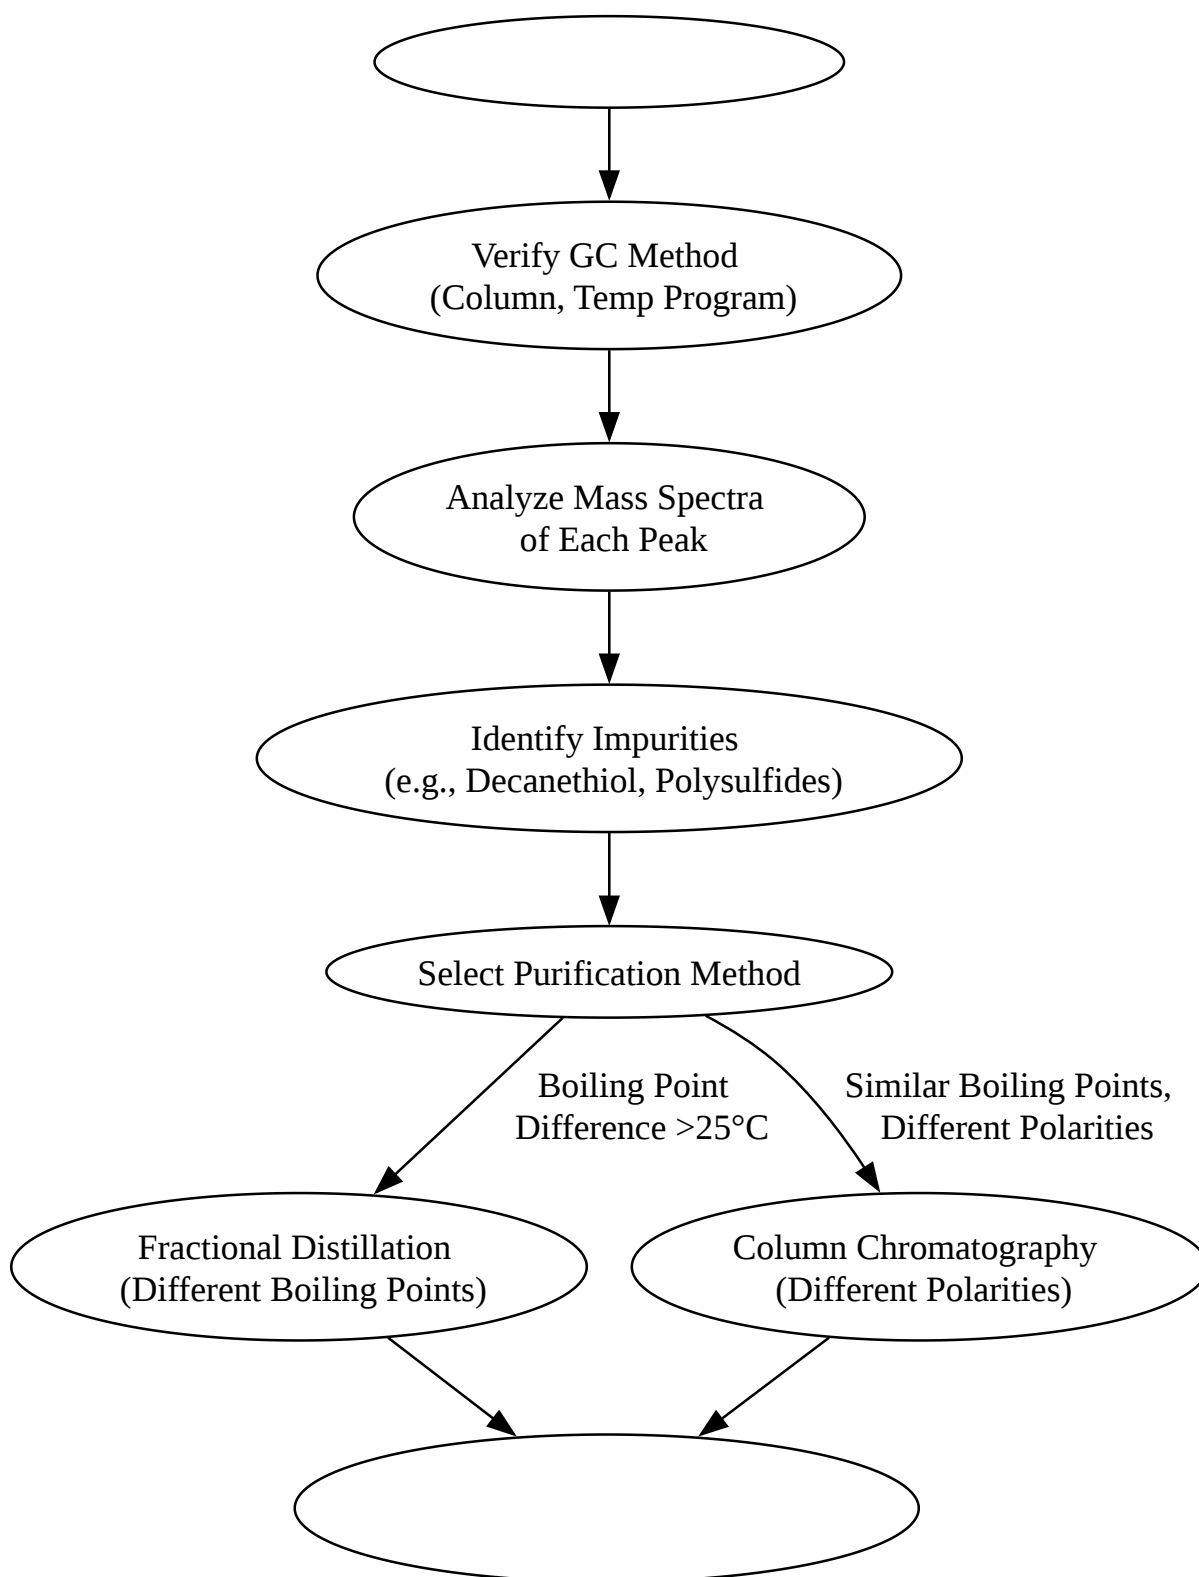 Verify GC Method
(Column, Temp Program)
Analyze Mass Spectra
of Each Peak
Identify Impurities
(e.g., Decanethiol, Polysulfides)
Select Purification Method
Boiling Point
Difference >25°C
Similar Boiling Points,
Different Polarities
Fractional Distillation
(Different Boiling Points)
Column Chromatography
(Different Polarities)